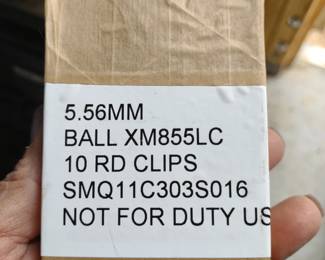 5.56MM
BALL XM855LC
10 RD CLIPS
SMQ11C303S016
NOT FOR DUTY US